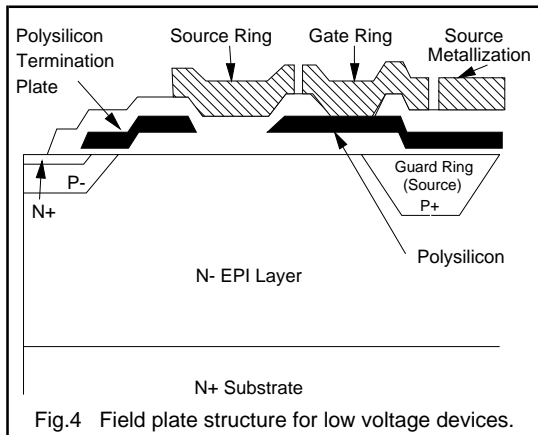 Polysilicon
Termination
Plate
Source Ring
Gate Ring
Source
Metallization
P-
N+
Guard Ring
(Source)
P+
Polysilicon
N- EPI Layer
N+ Substrate
Fig.4 Field plate structure for low voltage devices.